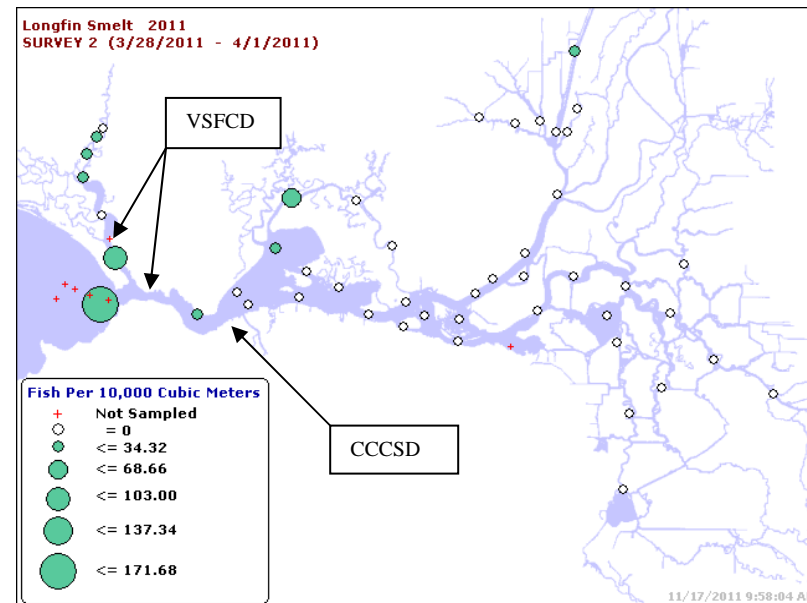 Longfin Smelt 2011
SURVEY 2 (3/28/2011 - 4/1/2011)
VSFCD
CCCSD
Fish Per 10,000 Cubic Meters
Not Sampled
= 0
<= 34.32
<= 68.66
<= 103.00
<= 137.34
<= 171.68
11/17/2011 9:58:04 A